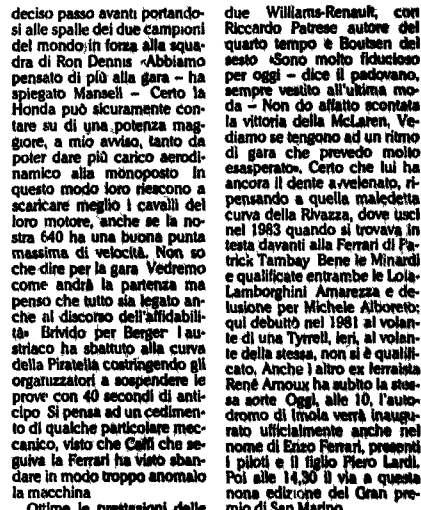 deciso passo avanti portando-
si alle spalle dei due campioni
del mondo in forza alla squa-
dra di Ron Dennis «Abbiamo
pensato di più alla gara – ha
spiegato Mansell – Certo la
Honda può sicuramente con-
tare su di una potenza mag-
giore, a mio avviso, tanto da
poter dare più carico aerodi-
namico alla monoposto In
questo modo loro riescono a
scaricare meglio i cavalli del
loro motore, anche se la no-
stra 640 ha una buona punta
massima di velocità. Non so
che dire per la gara Vedremo
come andrà la partenza ma
penso che tutto sia legato an-
che al discorso dell'affidabili-
tà» Brivido per Berger L au-
striaco ha sbattuto alla curva
della Piratella costringendo gli
organizzatori a sospendere le
prove con 40 secondi di anti-
cipo Si pensa ad un cedimen-
to di qualche particolare mec-
canico, visto che Caffi che se-
guiva la Ferrari ha visto sban-
dare in modo troppo anomalo
la macchina
Ottime le prestazioni delle
due Williams-Renault, con
Riccardo Patrese autore del
quarto tempo e Boutsen del
sesto «Sono molto fiducioso
per oggi – dice il padovano,
sempre vestito all'ultima mo-
da – Non do affatto scontata
la vittoria della McLaren, Ve-
diamo se tengono ad un ritmo
di gara che prevedo molto
esasperato». Certo che lui ha
ancora il dente avvelenato, ri-
pensando a quella maledetta
curva della Rivazza, dove uscì
nel 1983 quando si trovava in
testa davanti alla Ferrari di Pa-
trick Tambay Bene le Minardi
e qualificate entrambe le Lola-
Lamborghini Amarezza e de-
lusione per Michele Alboreto:
qui debuttò nel 1981 al volan-
te di una Tyrrell, ieri, al volan-
te della stessa, non si è qualifi-
cato, Anche l altro ex ferrarista
René Arnoux ha subito la stes-
sa sorte Oggi, alle 10, l'auto-
dromo di Imola verrà inaugu-
rato ufficialmente anche nel
nome di Enzo Ferrari, presenti
i piloti e il figlio Piero Lardi.
Poi alle 14,30 il via a questa
nona edizione del Gran pre-
mio di San Marino